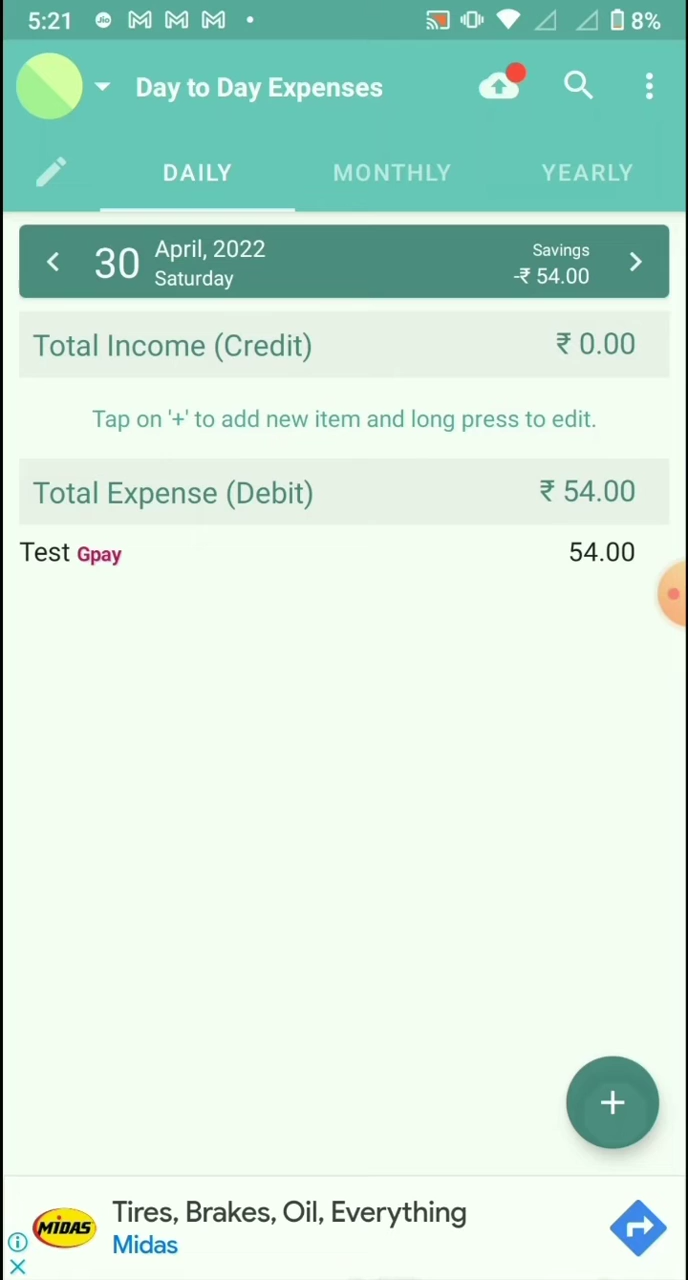 5:21 Jio 8%
Day to Day Expenses
DAILY MONTHLY YEARLY
30 April, 2022 Saturday Savings -₹ 54.00
Total Income (Credit) ₹ 0.00
Tap on '+' to add new item and long press to edit.
Total Expense (Debit) ₹ 54.00
Test Gpay 54.00
+
MIDAS
Tires, Brakes, Oil, Everything
Midas